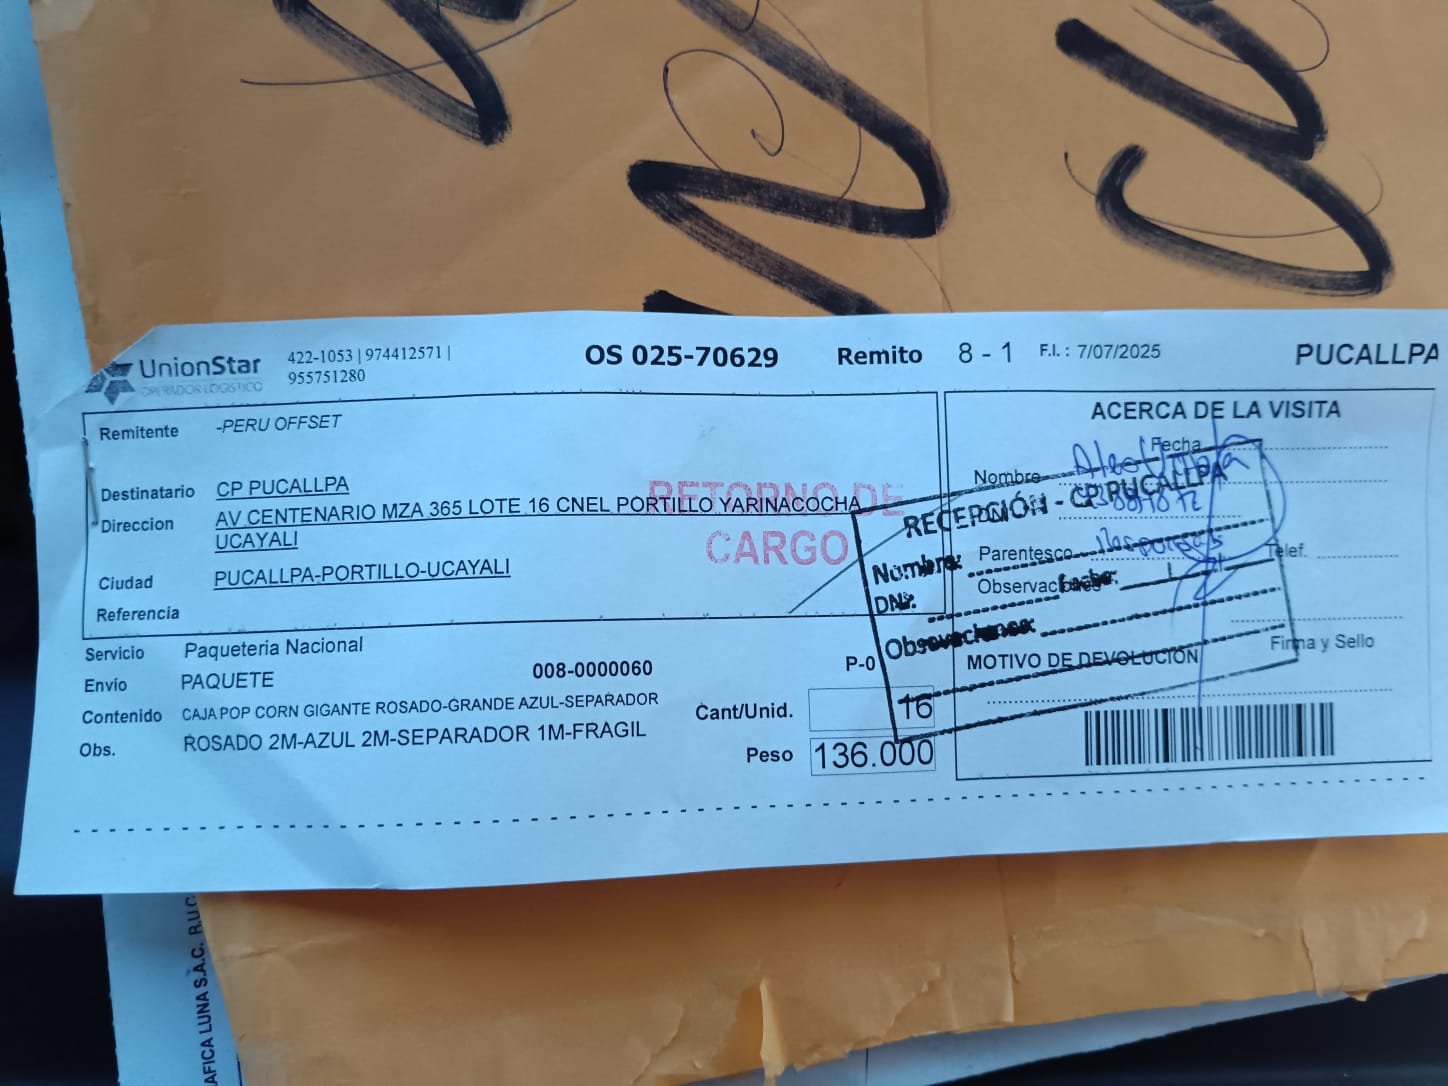 UnionStar
OPERADOR LOGISTICO
422-1053 | 974412571 |
955751280
OS 025-70629
Remito 8 - 1 F.I. : 7/07/2025
PUCALLPA
Remitente -PERU OFFSET
Destinatario CP PUCALLPA
Direccion AV CENTENARIO MZA 365 LOTE 16 CNEL PORTILLO YARINACOCHA
UCAYALI
Ciudad PUCALLPA-PORTILLO-UCAYALI
Referencia
RETORNO DE
CARGO
Servicio Paqueteria Nacional
Envio PAQUETE 008-0000060 P-0
Contenido CAJA POP CORN GIGANTE ROSADO-GRANDE AZUL-SEPARADOR
Obs. ROSADO 2M-AZUL 2M-SEPARADOR 1M-FRAGIL
Cant/Unid. 16
Peso 136.000
ACERCA DE LA VISITA
Fecha
Nombre
Parentesco
Telef.
Observaciones
Firma y Sello
MOTIVO DE DEVOLUCIÓN
RECEPCIÓN - CP PUCALLPA
Nombre:
DNI:
Fecha:
Observaciones:
AFICA LUNA S.A.C. R.U.C